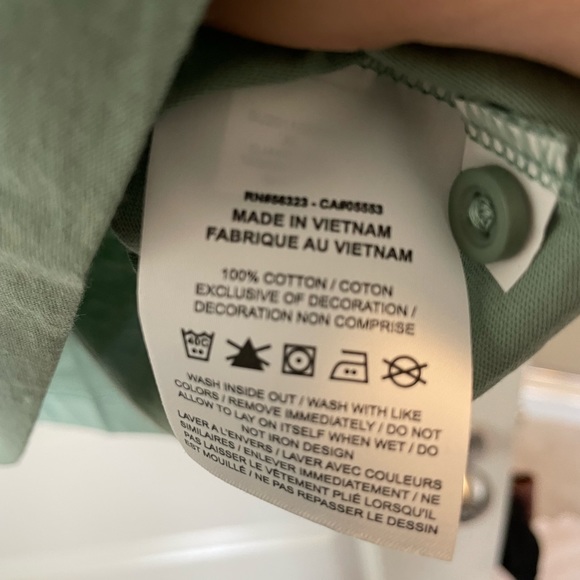 RN#56323 - CA#05553
MADE IN VIETNAM
FABRIQUE AU VIETNAM
100% COTTON / COTON
EXCLUSIVE OF DECORATION /
DECORATION NON COMPRISE
40C
WASH INSIDE OUT / WASH WITH LIKE
COLORS / REMOVE IMMEDIATELY / DO NOT
ALLOW TO LAY ON ITSELF WHEN WET / DO
NOT IRON DESIGN
LAVER A L'ENVERS / LAVER AVEC COULEURS
SIMILAIRES / ENLEVER IMMEDIATEMENT / NE
PAS LAISSER LE VÊTEMENT PLIÉ LORSQU'IL
EST MOUILLÉ / NE PAS REPASSER LE DESSIN